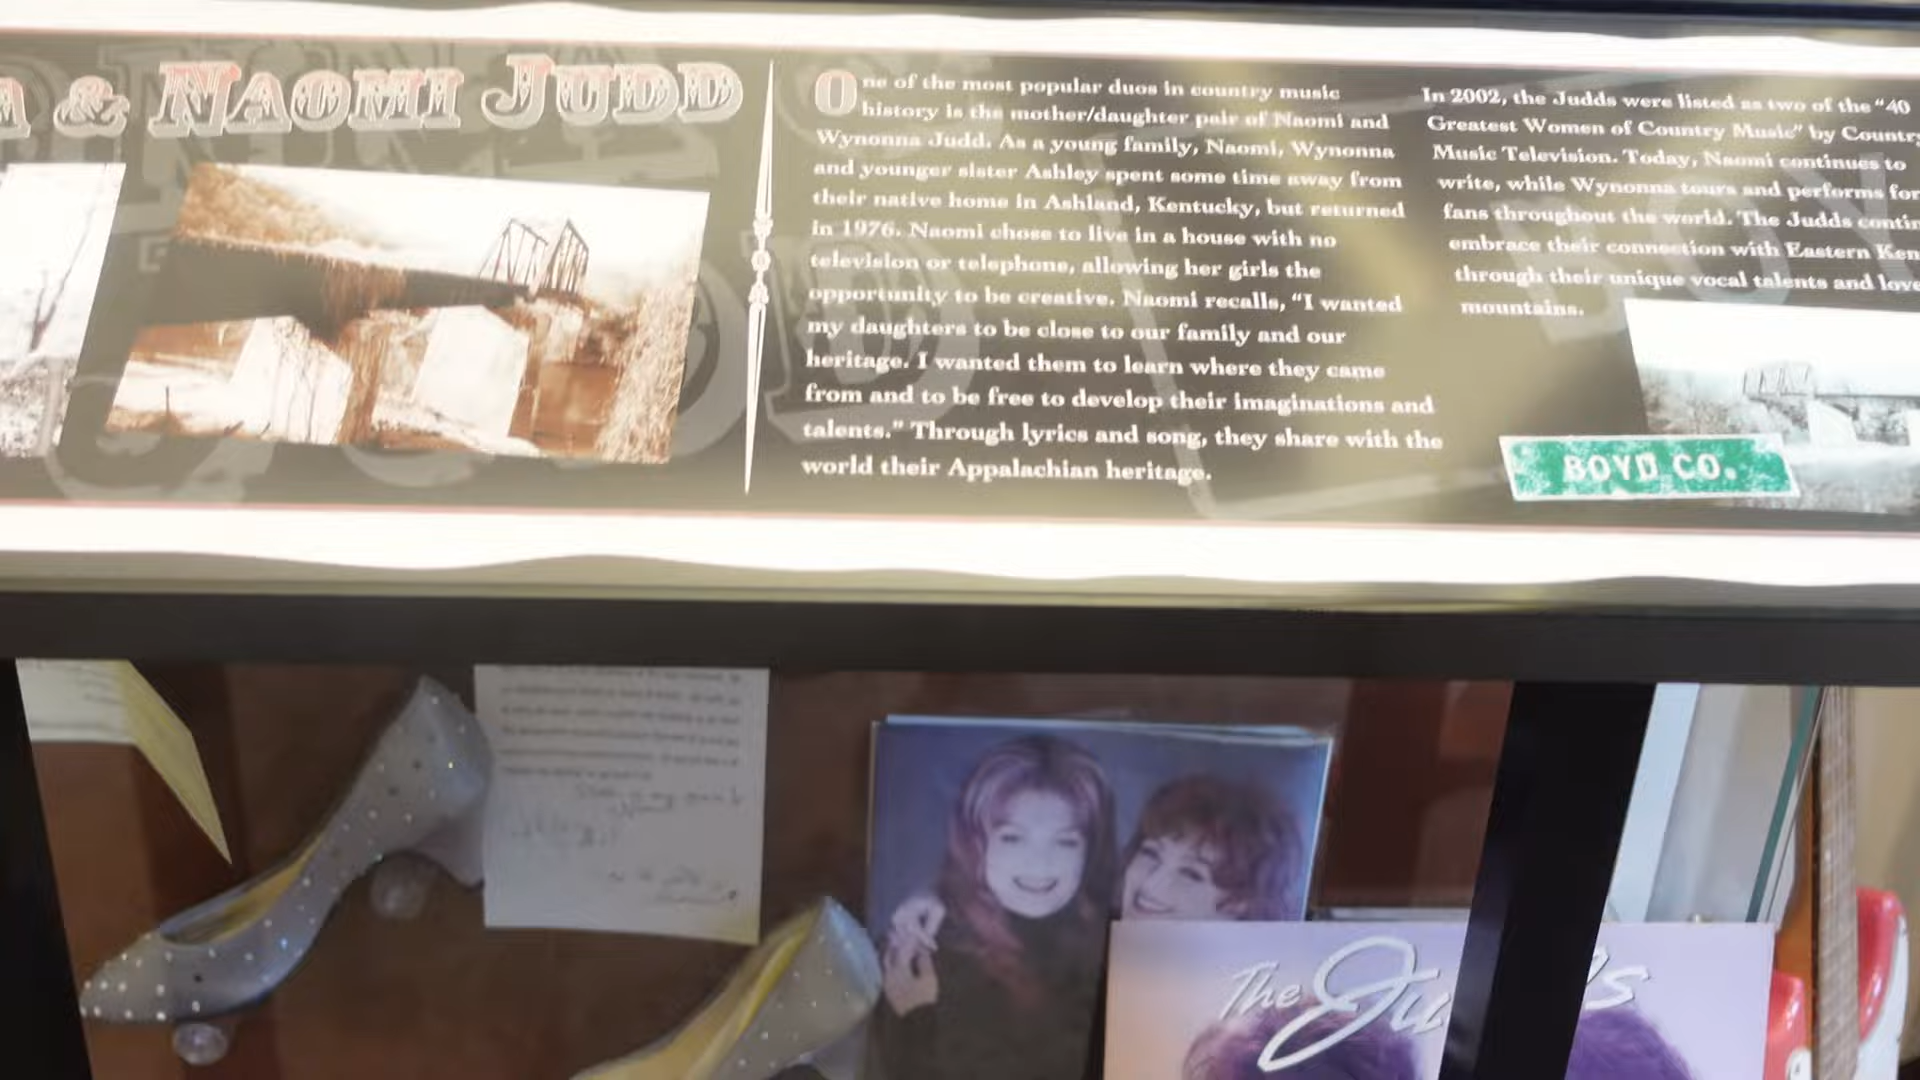 & NAOMI JUDD
One of the most popular duos in country music
history is the mother/daughter pair of Naomi and
Wynonna Judd. As a young family, Naomi, Wynonna
and younger sister Ashley spent some time away from
their native home in Ashland, Kentucky, but returned
in 1976. Naomi chose to live in a house with no
television or telephone, allowing her girls the
opportunity to be creative. Naomi recalls, “I wanted
my daughters to be close to our family and our
heritage. I wanted them to learn where they came
from and to be free to develop their imaginations and
talents.” Through lyrics and song, they share with the
world their Appalachian heritage.
In 2002, the Judds were listed as two of the “40
Greatest Women of Country Music” by Country
Music Television. Today, Naomi continues to
write, while Wynonna tours and performs for
fans throughout the world. The Judds contin
embrace their connection with Eastern Ken
through their unique vocal talents and love
mountains.
BOYD CO.
The Ju s